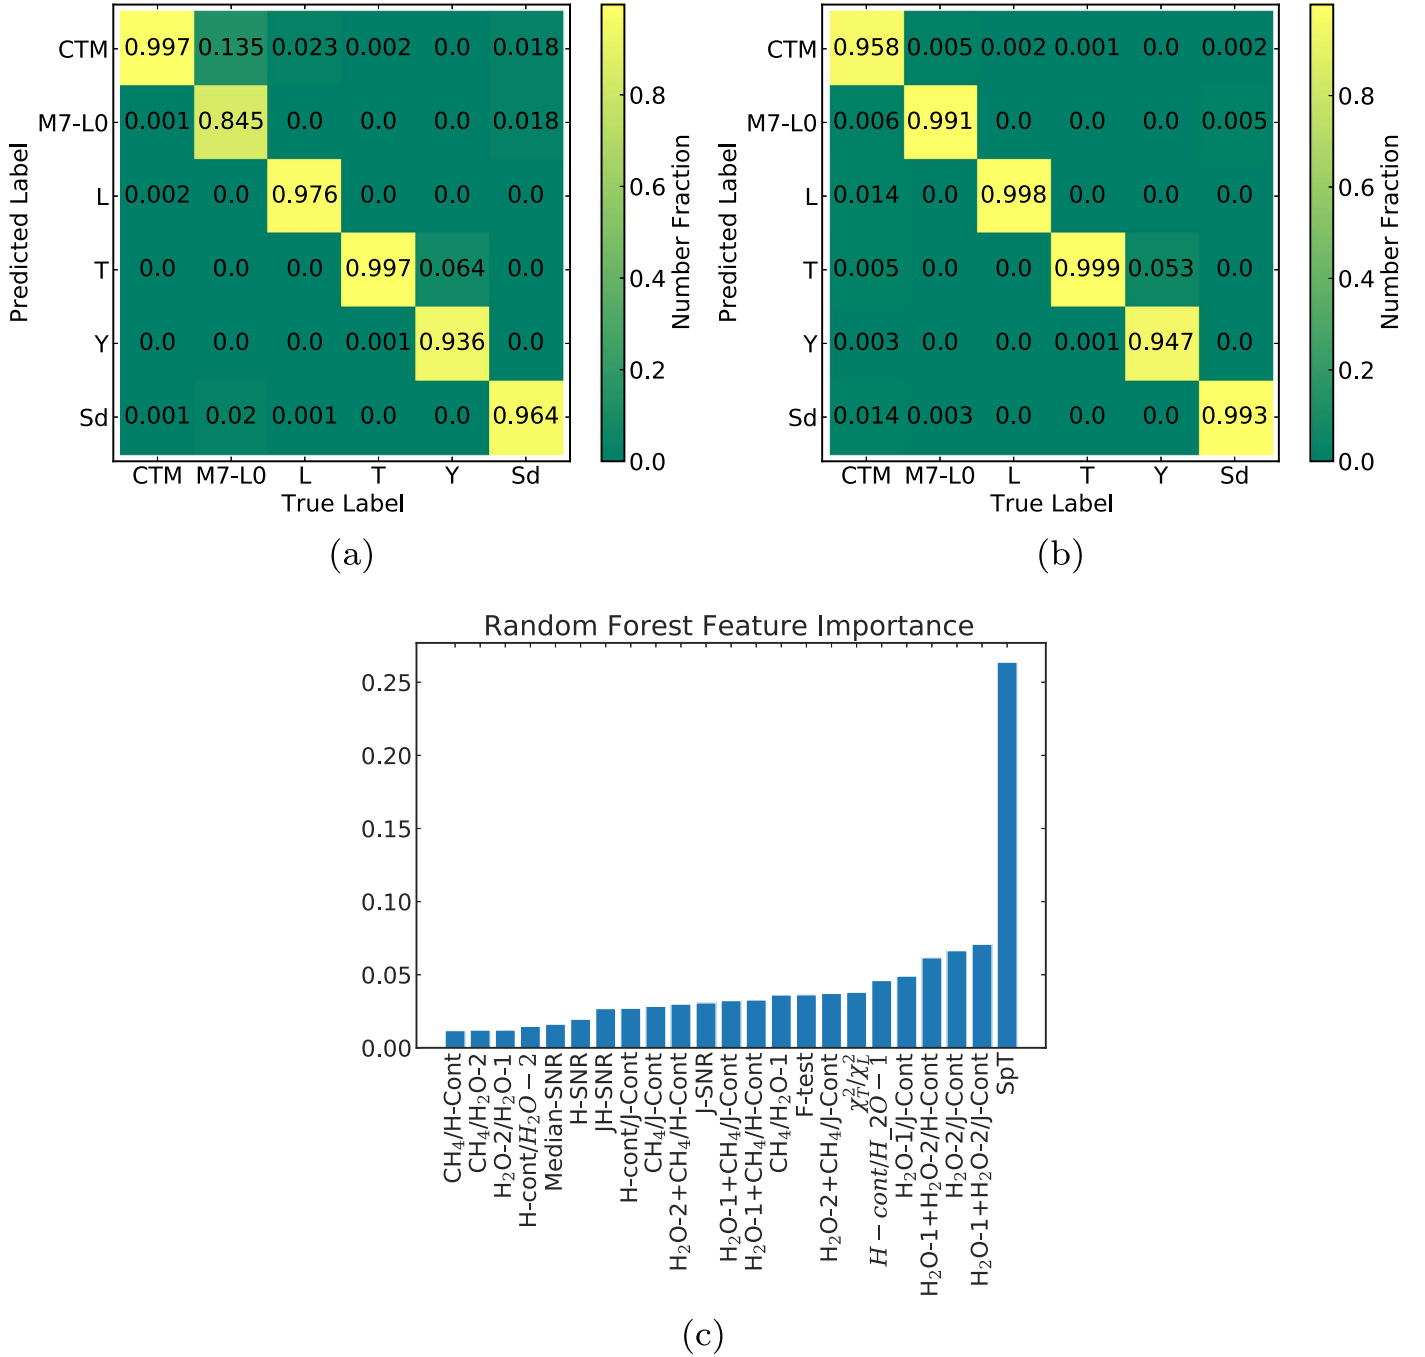 CTM 0.997 0.135 0.023 0.002 0.0 0.018
M7-L0 0.001 0.845 0.0 0.0 0.0 0.018
L 0.002 0.0 0.976 0.0 0.0 0.0
T 0.0 0.0 0.0 0.997 0.064 0.0
Y 0.0 0.0 0.0 0.001 0.936 0.0
Sd 0.001 0.02 0.001 0.0 0.0 0.964
CTM M7-L0 L T Y Sd
True Label
Predicted Label
0.8
0.6
0.4
0.2
0.0
Number Fraction
(a)
CTM 0.958 0.005 0.002 0.001 0.0 0.002
M7-L0 0.006 0.991 0.0 0.0 0.0 0.005
L 0.014 0.0 0.998 0.0 0.0 0.0
T 0.005 0.0 0.0 0.999 0.053 0.0
Y 0.003 0.0 0.0 0.001 0.947 0.0
Sd 0.014 0.003 0.0 0.0 0.0 0.993
CTM M7-L0 L T Y Sd
True Label
Predicted Label
0.8
0.6
0.4
0.2
0.0
Number Fraction
(b)
Random Forest Feature Importance
0.25
0.20
0.15
0.10
0.05
0.00
CH₄/H-Cont
CH₄/H₂O-2
H₂O-2/H₂O-1
H-cont/H₂O − 2
Median-SNR
H-SNR
JH-SNR
H-cont/J-Cont
CH₄/J-Cont
H₂O-2+CH₄/H-Cont
J-SNR
H₂O-1+CH₄/J-Cont
H₂O-1+CH₄/H-Cont
CH₄/H₂O-1
F-test
H₂O-2+CH₄/J-Cont
χ²_T/χ²_L
H − cont/H_2O − 1
H₂O-1/J-Cont
H₂O-1+H₂O-2/H-Cont
H₂O-2/J-Cont
H₂O-1+H₂O-2/J-Cont
SpT
(c)